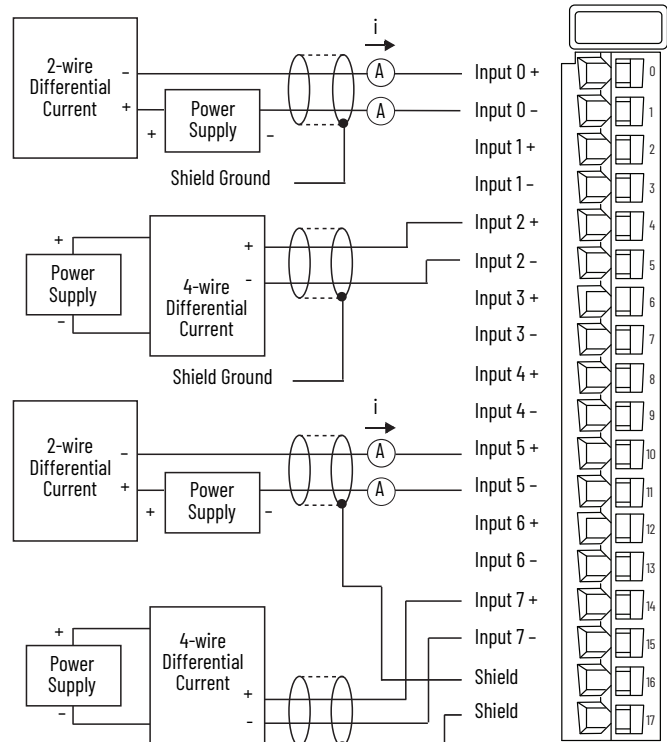 i
2-wire
Differential
Current
-
+
A
A
Power
Supply
+
-
Shield Ground
Input 0 +
Input 0 -
Input 1 +
Input 1 -
+
Power
Supply
-
4-wire
Differential
Current
+
-
Shield Ground
Input 2 +
Input 2 -
Input 3 +
Input 3 -
Input 4 +
Input 4 -
i
2-wire
Differential
Current
-
+
A
A
Power
Supply
+
-
Input 5 +
Input 5 -
Input 6 +
Input 6 -
+
Power
Supply
-
4-wire
Differential
Current
+
-
Input 7 +
Input 7 -
Shield
Shield
0
1
2
3
4
5
6
7
8
9
10
11
12
13
14
15
16
17